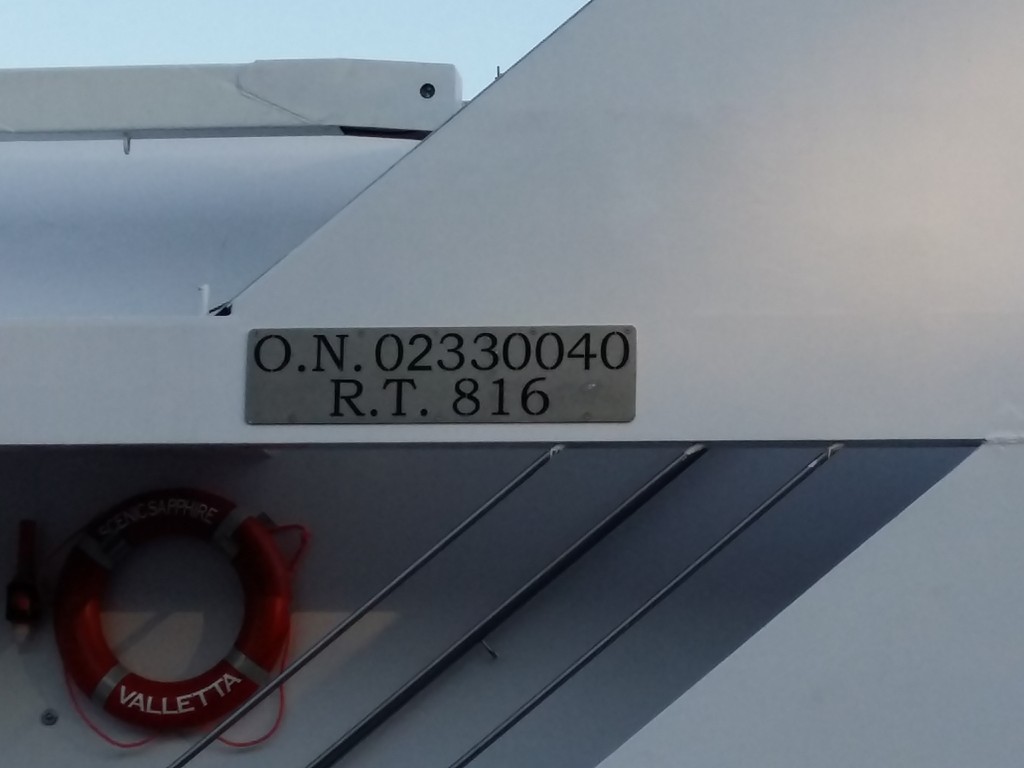 O.N. 02330040
R.T. 816
SCENIC SAPPHIRE
VALLETTA